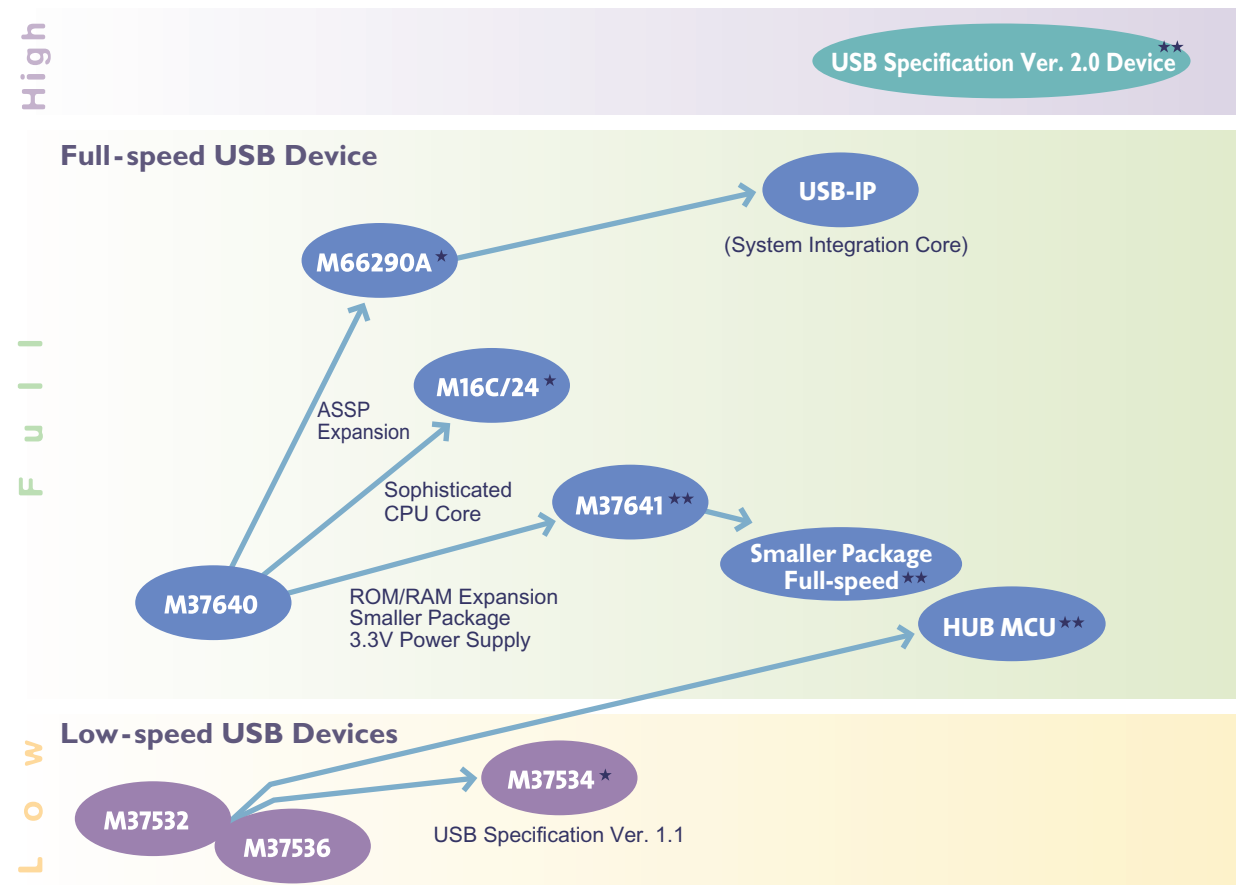 High
USB Specification Ver. 2.0 Device★★
Full
Full-speed USB Device
USB-IP
(System Integration Core)
M66290A★
M16C/24★
ASSP
Expansion
Sophisticated
CPU Core
M37641★★
Smaller Package
Full-speed★★
M37640
ROM/RAM Expansion
Smaller Package
3.3V Power Supply
HUB MCU★★
Low
Low-speed USB Devices
M37534★
USB Specification Ver. 1.1
M37532
M37536